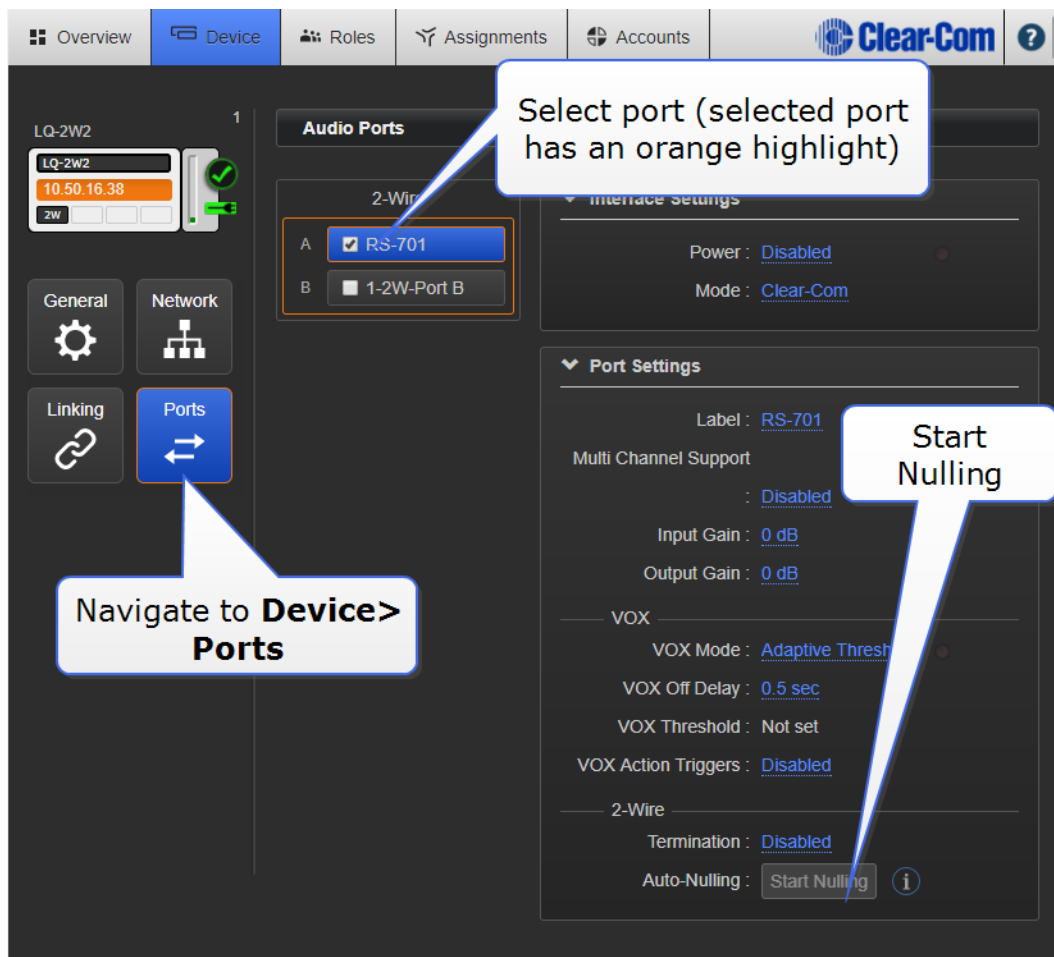 Overview
Device
Roles
Assignments
Accounts
Clear-Com
?
LQ-2W2
1
LQ-2W2
10.50.16.38
2W
General
Network
Linking
Ports
Navigate to Device>
Ports
Audio Ports
Select port (selected port
has an orange highlight)
A
RS-701
B
1-2W-Port B
Interface Settings
Power : Disabled
Mode : Clear-Com
Port Settings
Label : RS-701
Multi Channel Support
: Disabled
Input Gain : 0 dB
Output Gain : 0 dB
Start
Nulling
VOX
VOX Mode : Adaptive
VOX Off Delay : 0.5 sec
VOX Threshold : Not set
VOX Action Triggers : Disabled
2-Wire
Termination : Disabled
Auto-Nulling : Start Nulling
i